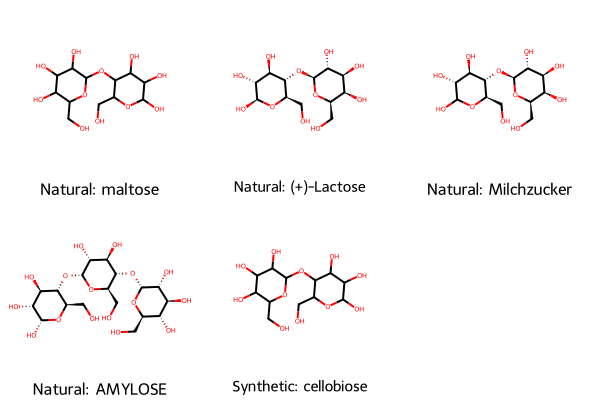 Natural: maltose
Natural: (+)-Lactose
Natural: Milchzucker
Natural: AMYLOSE
Synthetic: cellobiose